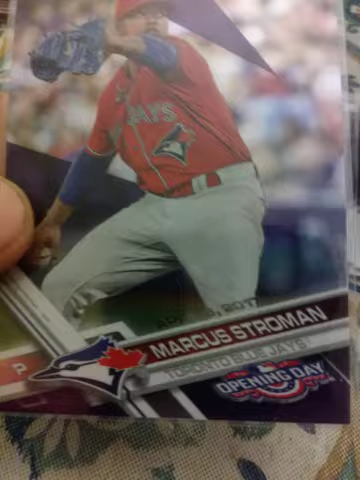 JAYS
MARCUS STROMAN
TORONTO BLUE JAYS
OPENING DAY
P